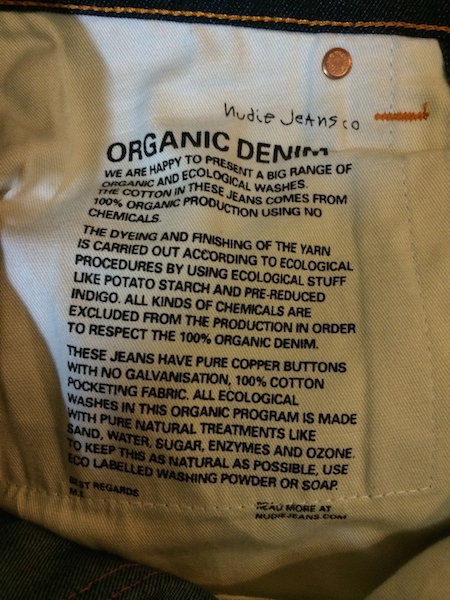 nudie jeans co
ORGANIC DENIM
WE ARE HAPPY TO PRESENT A BIG RANGE OF
ORGANIC AND ECOLOGICAL WASHES.
THE COTTON IN THESE JEANS COMES FROM
100% ORGANIC PRODUCTION USING NO
CHEMICALS.
THE DYEING AND FINISHING OF THE YARN
IS CARRIED OUT ACCORDING TO ECOLOGICAL
PROCEDURES BY USING ECOLOGICAL STUFF
LIKE POTATO STARCH AND PRE-REDUCED
INDIGO. ALL KINDS OF CHEMICALS ARE
EXCLUDED FROM THE PRODUCTION IN ORDER
TO RESPECT THE 100% ORGANIC DENIM.
THESE JEANS HAVE PURE COPPER BUTTONS
WITH NO GALVANISATION, 100% COTTON
POCKETING FABRIC. ALL ECOLOGICAL
WASHES IN THIS ORGANIC PROGRAM IS MADE
WITH PURE NATURAL TREATMENTS LIKE
SAND, WATER, SUGAR, ENZYMES AND OZONE.
TO KEEP THIS AS NATURAL AS POSSIBLE, USE
ECO LABELLED WASHING POWDER OR SOAP.
BEST REGARDS
READ MORE AT
NUDIEJEANS.COM